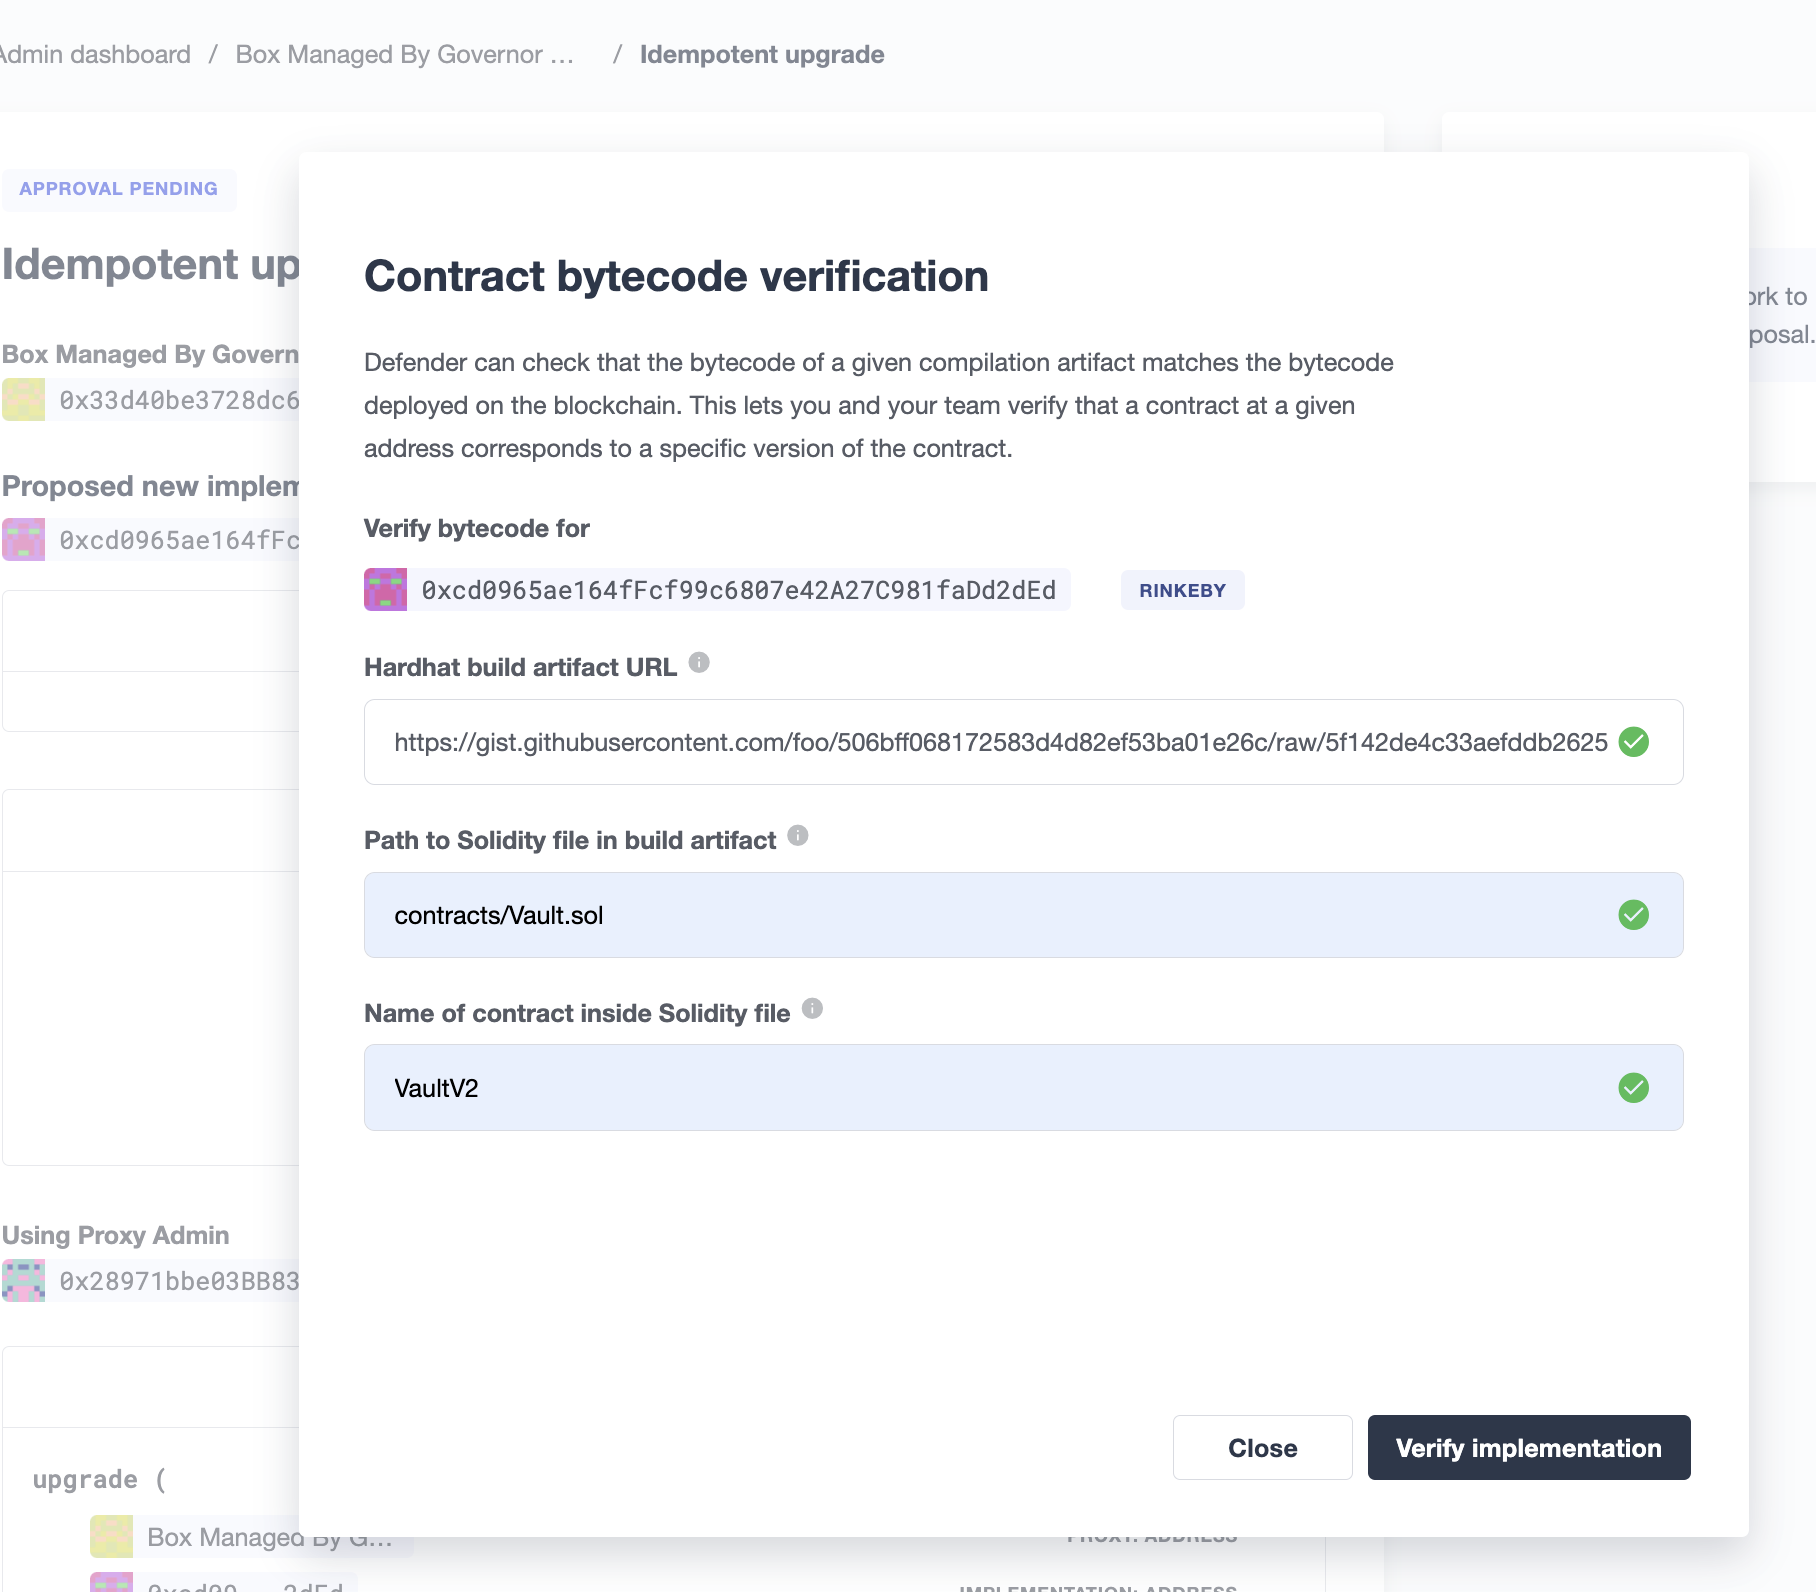 Admin dashboard / Box Managed By Governor ... / Idempotent upgrade
APPROVAL PENDING
Idempotent up
Box Managed By Govern
0x33d40be3728dc6
Proposed new implem
0xcd0965ae164fFc
ork to
posal.
Contract bytecode verification
Defender can check that the bytecode of a given compilation artifact matches the bytecode
deployed on the blockchain. This lets you and your team verify that a contract at a given
address corresponds to a specific version of the contract.
Verify bytecode for
0xcd0965ae164fFcf99c6807e42A27C981faDd2dEd RINKEBY
Hardhat build artifact URL
https://gist.githubusercontent.com/foo/506bff068172583d4d82ef53ba01e26c/raw/5f142de4c33aefddb2625
Path to Solidity file in build artifact
contracts/Vault.sol
Name of contract inside Solidity file
VaultV2
Close Verify implementation
Using Proxy Admin
0x28971bbe03BB83
upgrade (
Box Managed By G... PROXY: ADDRESS
0xcd09...2dEd IMPLEMENTATION: ADDRESS